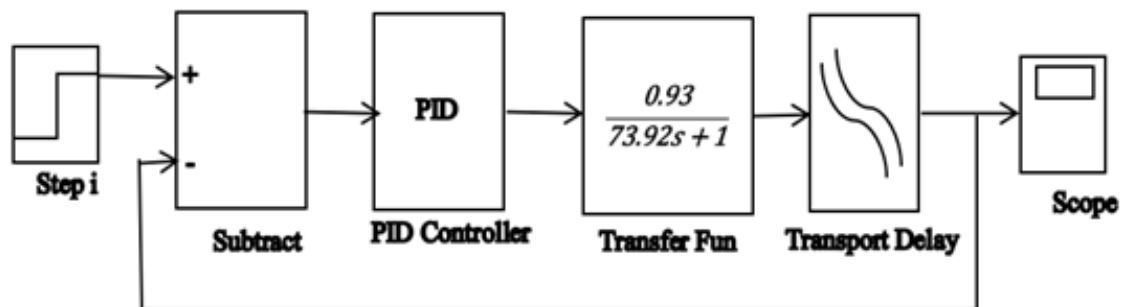 +
-
PID
0.93
73.92s + 1
Step i
Subtract
PID Controller
Transfer Fun
Transport Delay
Scope